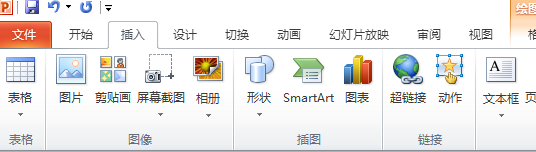 绘图
文件 开始 插入 设计 切换 动画 幻灯片放映 审阅 视图
表格 图片 剪贴画 屏幕截图 相册 形状 SmartArt 图表 超链接 动作 文本框
表格 图像 插图 链接